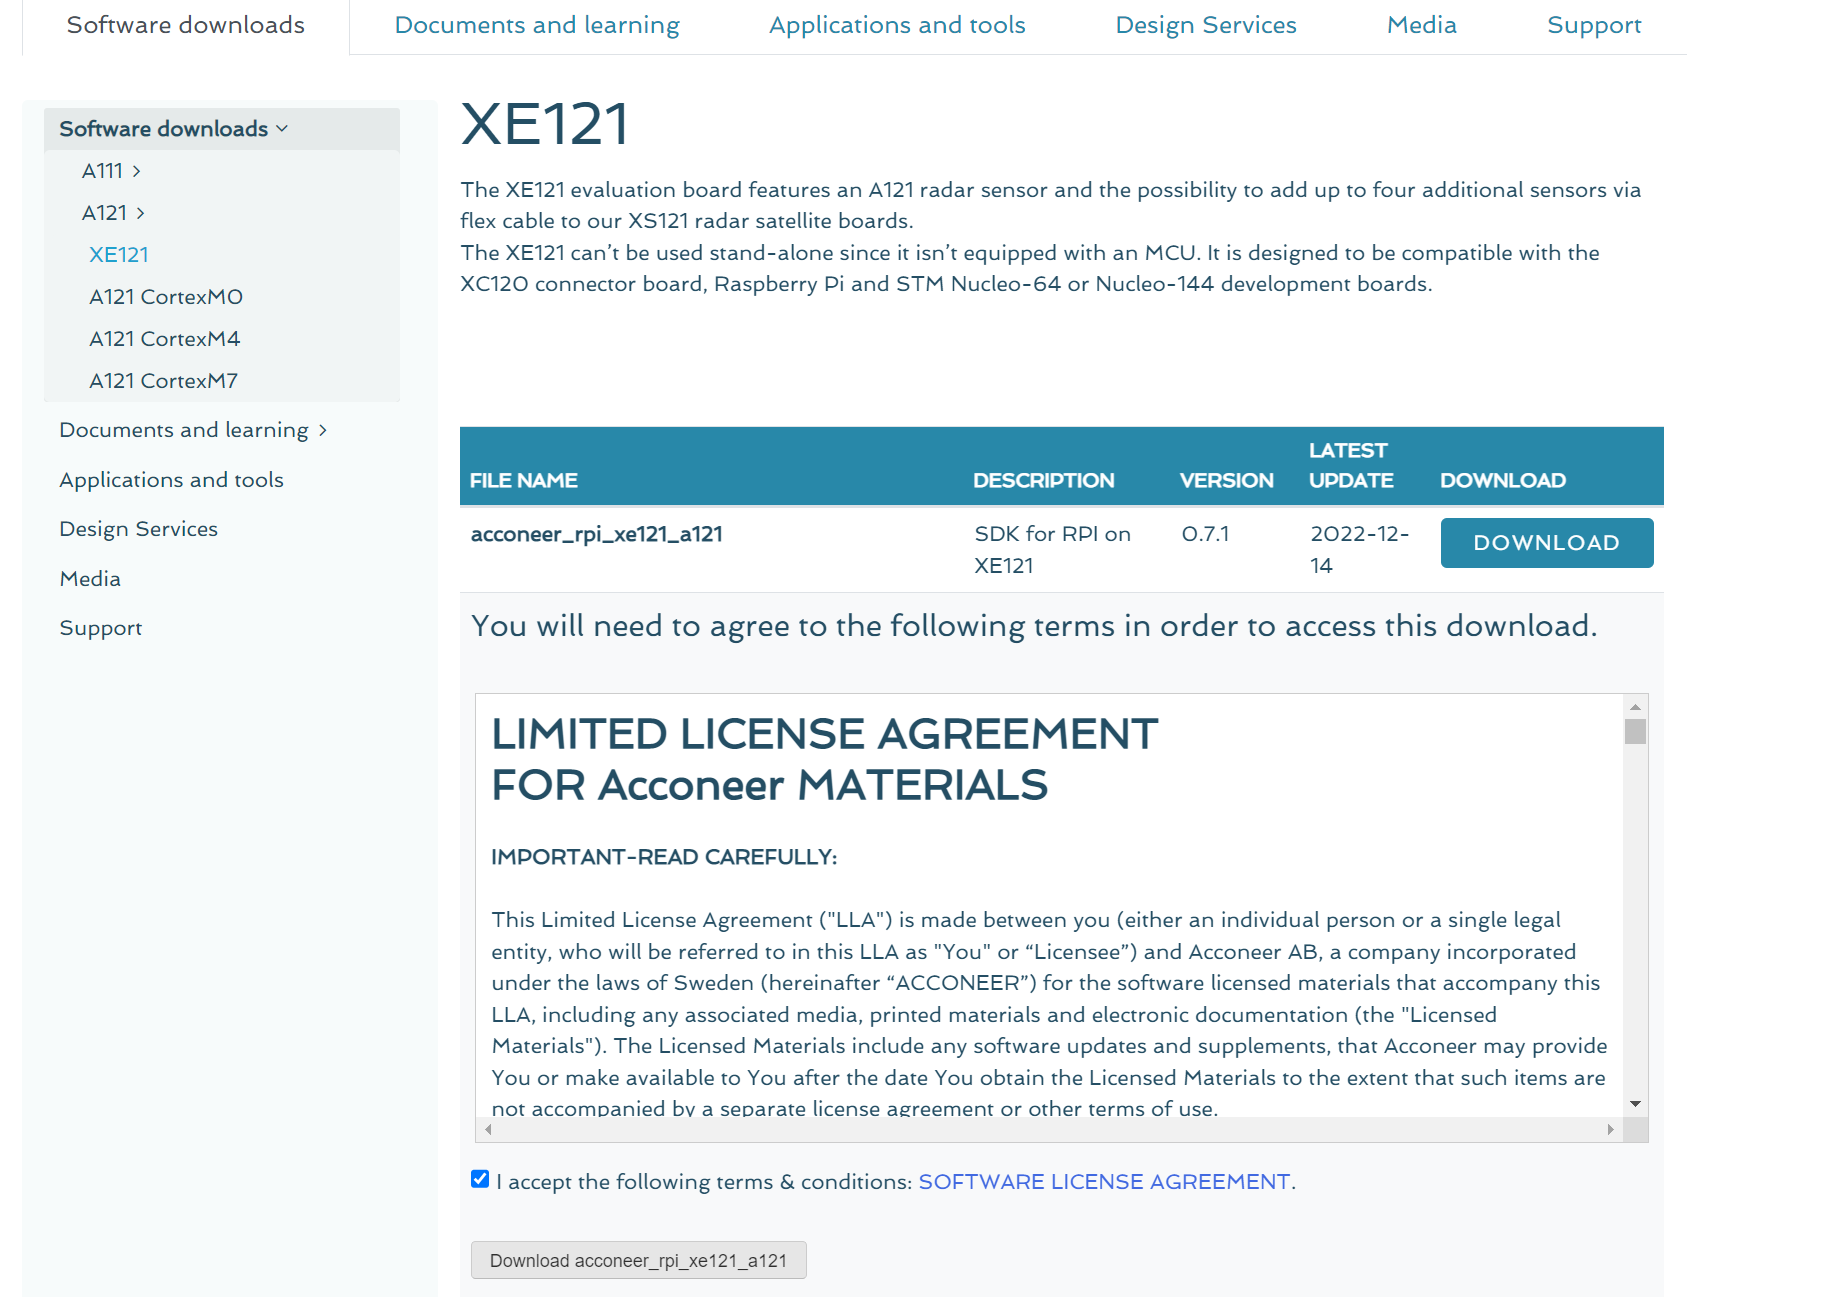 Software downloads
Documents and learning
Applications and tools
Design Services
Media
Support
Software downloads
A111
A121
XE121
A121 CortexM0
A121 CortexM4
A121 CortexM7
Documents and learning
Applications and tools
Design Services
Media
Support
XE121
The XE121 evaluation board features an A121 radar sensor and the possibility to add up to four additional sensors via
flex cable to our XS121 radar satellite boards.
The XE121 can’t be used stand-alone since it isn’t equipped with an MCU. It is designed to be compatible with the
XC120 connector board, Raspberry Pi and STM Nucleo-64 or Nucleo-144 development boards.
FILE NAME
DESCRIPTION
VERSION
LATEST
UPDATE
DOWNLOAD
acconeer_rpi_xe121_a121
SDK for RPI on
XE121
0.7.1
2022-12-
14
DOWNLOAD
You will need to agree to the following terms in order to access this download.
LIMITED LICENSE AGREEMENT
FOR Acconeer MATERIALS
IMPORTANT-READ CAREFULLY:
This Limited License Agreement ("LLA") is made between you (either an individual person or a single legal
entity, who will be referred to in this LLA as "You" or “Licensee”) and Acconeer AB, a company incorporated
under the laws of Sweden (hereinafter “ACCONEER”) for the software licensed materials that accompany this
LLA, including any associated media, printed materials and electronic documentation (the "Licensed
Materials"). The Licensed Materials include any software updates and supplements, that Acconeer may provide
You or make available to You after the date You obtain the Licensed Materials to the extent that such items are
not accompanied by a separate license agreement or other terms of use.
I accept the following terms & conditions: SOFTWARE LICENSE AGREEMENT.
Download acconeer_rpi_xe121_a121